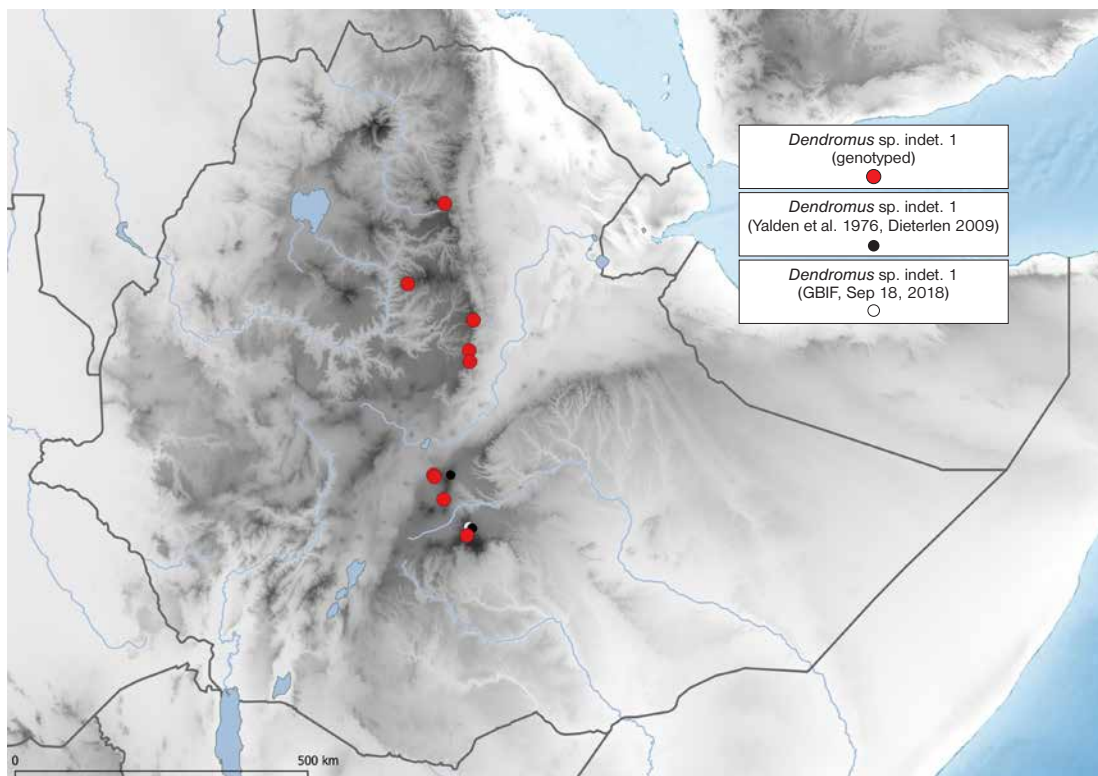 Dendromus sp. indet. 1
(genotyped)
Dendromus sp. indet. 1
(Yalden et al. 1976, Dieterlen 2009)
Dendromus sp. indet. 1
(GBIF, Sep 18, 2018)
0 500 km